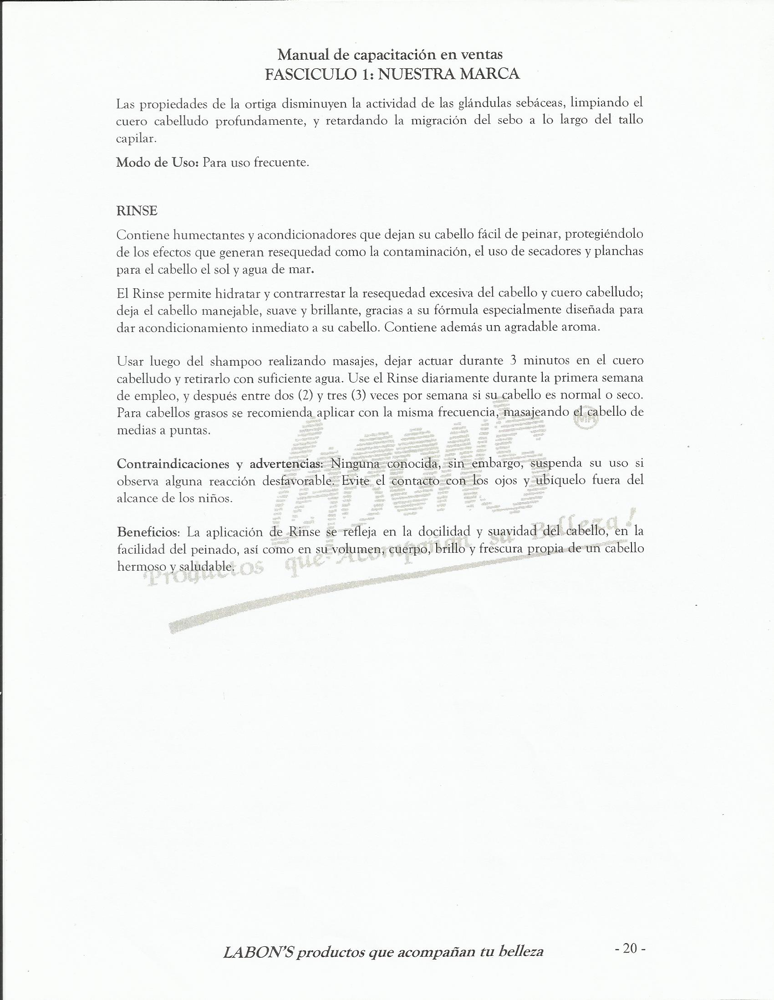 Manual de capacitación en ventas
FASCICULO 1: NUESTRA MARCA
Las propiedades de la ortiga disminuyen la actividad de las glándulas sebáceas, limpiando el
cuero cabelludo profundamente, y retardando la migración del sebo a lo largo del tallo
capilar.
Modo de Uso: Para uso frecuente.
RINSE
Contiene humectantes y acondicionadores que dejan su cabello fácil de peinar, protegiéndolo
de los efectos que generan resequedad como la contaminación, el uso de secadores y planchas
para el cabello el sol y agua de mar.
El Rinse permite hidratar y contrarrestar la resequedad excesiva del cabello y cuero cabelludo;
deja el cabello manejable, suave y brillante, gracias a su fórmula especialmente diseñada para
dar acondicionamiento inmediato a su cabello. Contiene además un agradable aroma.
Usar luego del shampoo realizando masajes, dejar actuar durante 3 minutos en el cuero
cabelludo y retirarlo con suficiente agua. Use el Rinse diariamente durante la primera semana
de empleo, y después entre dos (2) y tres (3) veces por semana si su cabello es normal o seco.
Para cabellos grasos se recomienda aplicar con la misma frecuencia, masajeando el cabello de
medias a puntas.
Contraindicaciones y advertencias: Ninguna conocida, sin embargo, suspenda su uso si
observa alguna reacción desfavorable. Evite el contacto con los ojos y ubíquelo fuera del
alcance de los niños.
Beneficios: La aplicación de Rinse se refleja en la docilidad y suavidad del cabello, en la
facilidad del peinado, así como en su volumen, cuerpo, brillo y frescura propia de un cabello
hermoso y saludable.
LABON'S MR
Productos que Acompañan su Belleza!
LABON'S productos que acompañan tu belleza
- 20 -